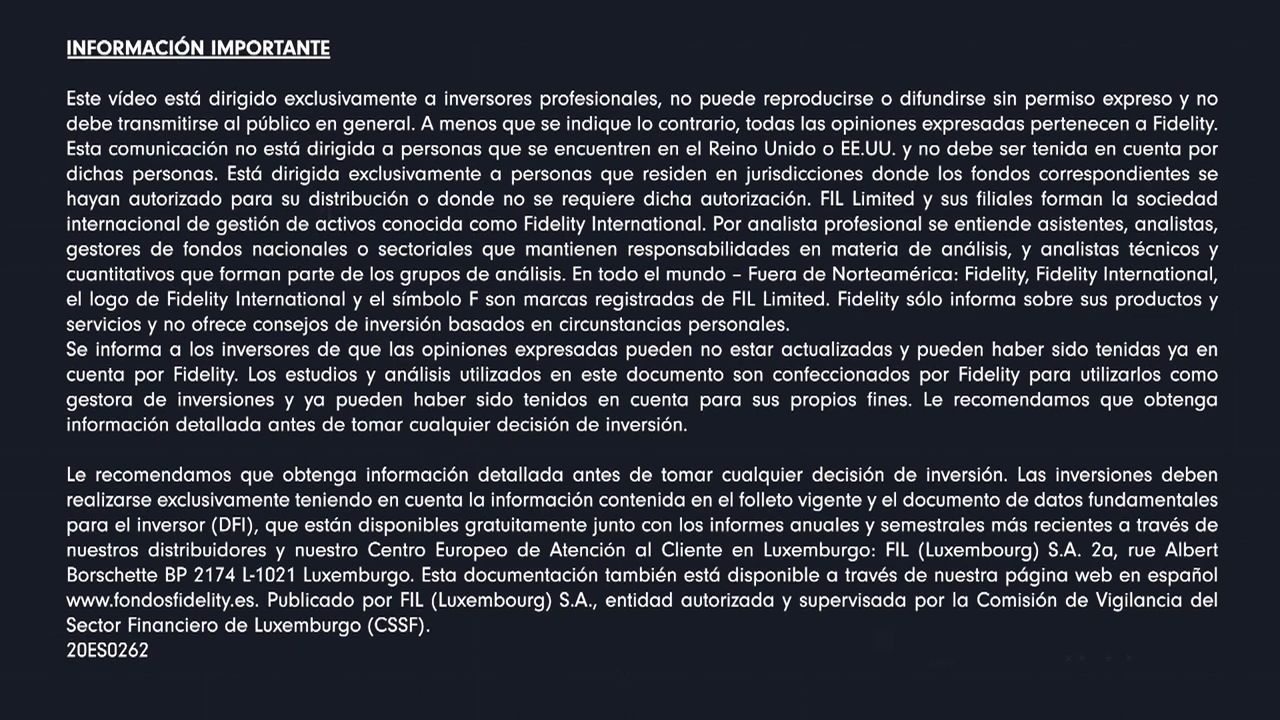 INFORMACIÓN IMPORTANTE
Este vídeo está dirigido exclusivamente a inversores profesionales, no puede reproducirse o difundirse sin permiso expreso y no
debe transmitirse al público en general. A menos que se indique lo contrario, todas las opiniones expresadas pertenecen a Fidelity.
Esta comunicación no está dirigida a personas que se encuentren en el Reino Unido o EE.UU. y no debe ser tenida en cuenta por
dichas personas. Está dirigida exclusivamente a personas que residen en jurisdicciones donde los fondos correspondientes se
hayan autorizado para su distribución o donde no se requiere dicha autorización. FIL Limited y sus filiales forman la sociedad
internacional de gestión de activos conocida como Fidelity International. Por analista profesional se entiende asistentes, analistas,
gestores de fondos nacionales o sectoriales que mantienen responsabilidades en materia de análisis, y analistas técnicos y
cuantitativos que forman parte de los grupos de análisis. En todo el mundo – Fuera de Norteamérica: Fidelity, Fidelity International,
el logo de Fidelity International y el símbolo F son marcas registradas de FIL Limited. Fidelity sólo informa sobre sus productos y
servicios y no ofrece consejos de inversión basados en circunstancias personales.
Se informa a los inversores de que las opiniones expresadas pueden no estar actualizadas y pueden haber sido tenidas ya en
cuenta por Fidelity. Los estudios y análisis utilizados en este documento son confeccionados por Fidelity para utilizarlos como
gestora de inversiones y ya pueden haber sido tenidos en cuenta para sus propios fines. Le recomendamos que obtenga
información detallada antes de tomar cualquier decisión de inversión.
Le recomendamos que obtenga información detallada antes de tomar cualquier decisión de inversión. Las inversiones deben
realizarse exclusivamente teniendo en cuenta la información contenida en el folleto vigente y el documento de datos fundamentales
para el inversor (DFI), que están disponibles gratuitamente junto con los informes anuales y semestrales más recientes a través de
nuestros distribuidores y nuestro Centro Europeo de Atención al Cliente en Luxemburgo: FIL (Luxembourg) S.A. 2a, rue Albert
Borschette BP 2174 L-1021 Luxemburgo. Esta documentación también está disponible a través de nuestra página web en español
www.fondosfidelity.es. Publicado por FIL (Luxembourg) S.A., entidad autorizada y supervisada por la Comisión de Vigilancia del
Sector Financiero de Luxemburgo (CSSF).
20ES0262